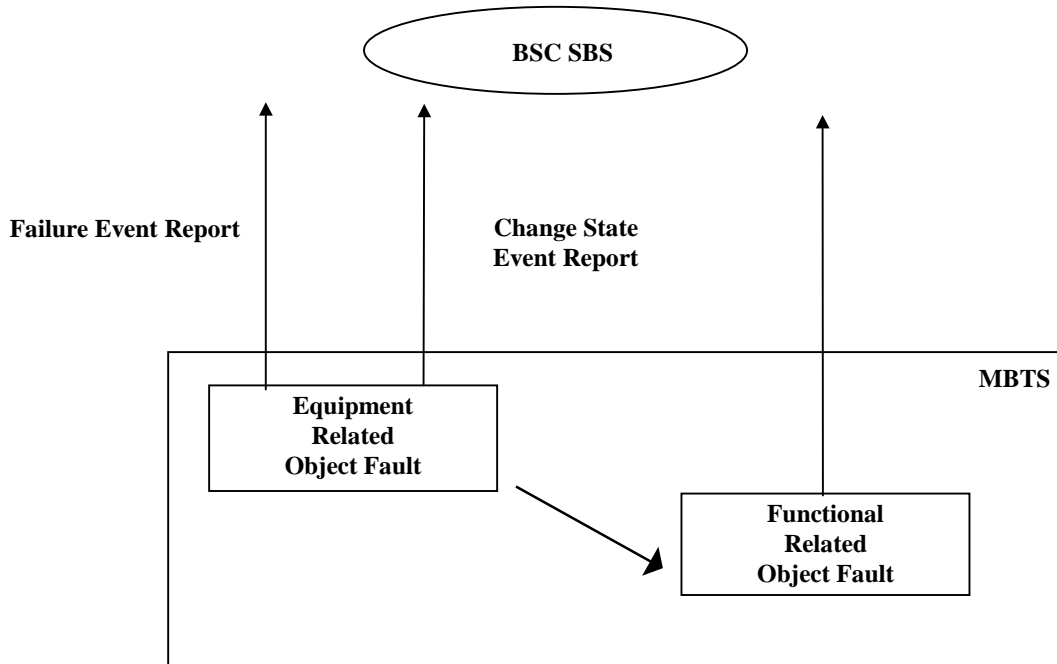 BSC SBS
Failure Event Report
Change State
Event Report
MBTS
Equipment
Related
Object Fault
Functional
Related
Object Fault